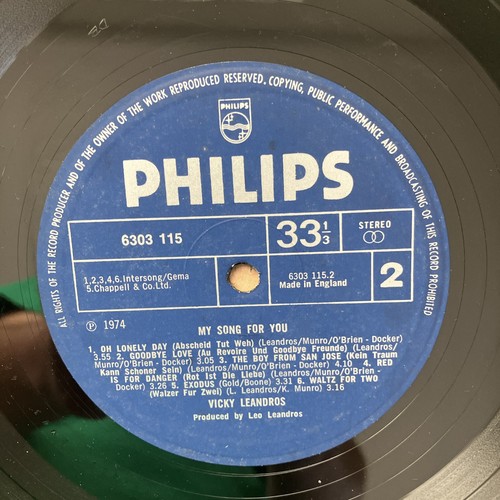 ALL RIGHTS OF THE RECORD PRODUCER AND OF THE OWNER OF THE WORK REPRODUCED RESERVED. COPYING, PUBLIC PERFORMANCE AND BROADCASTING OF THIS RECORD PROHIBITED
PHILIPS
PHILIPS
6303 115
33 1/3
STEREO
1,2,3,4,6.Intersong/Gema
5.Chappell & Co.Ltd.
6303 115.2
Made in England
2
℗ 1974
MY SONG FOR YOU
1. OH LONELY DAY (Abscheid Tut Weh) (Leandros/Munro/O'Brien - Docker)
3.55 2. GOODBYE LOVE (Au Revoire Und Goodbye Freunde) (Leandros/
Munro/O'Brien - Docker) 3.05 3. THE BOY FROM SAN JOSE (Kein Traum
Kann Schoner Sein) (Leandros/Munro/O'Brien - Docker) 4.10 4. RED
IS FOR DANGER (Rot Ist Die Liebe) (Leandros/Munro/O'Brien - Docker)
3.26 5. EXODUS (Gold/Boone) 3.31 6. WALTZ FOR TWO
(Walzer Fur Zwei) (L. Leandros/K. Munro) 3.16
VICKY LEANDROS
Produced by Leo Leandros